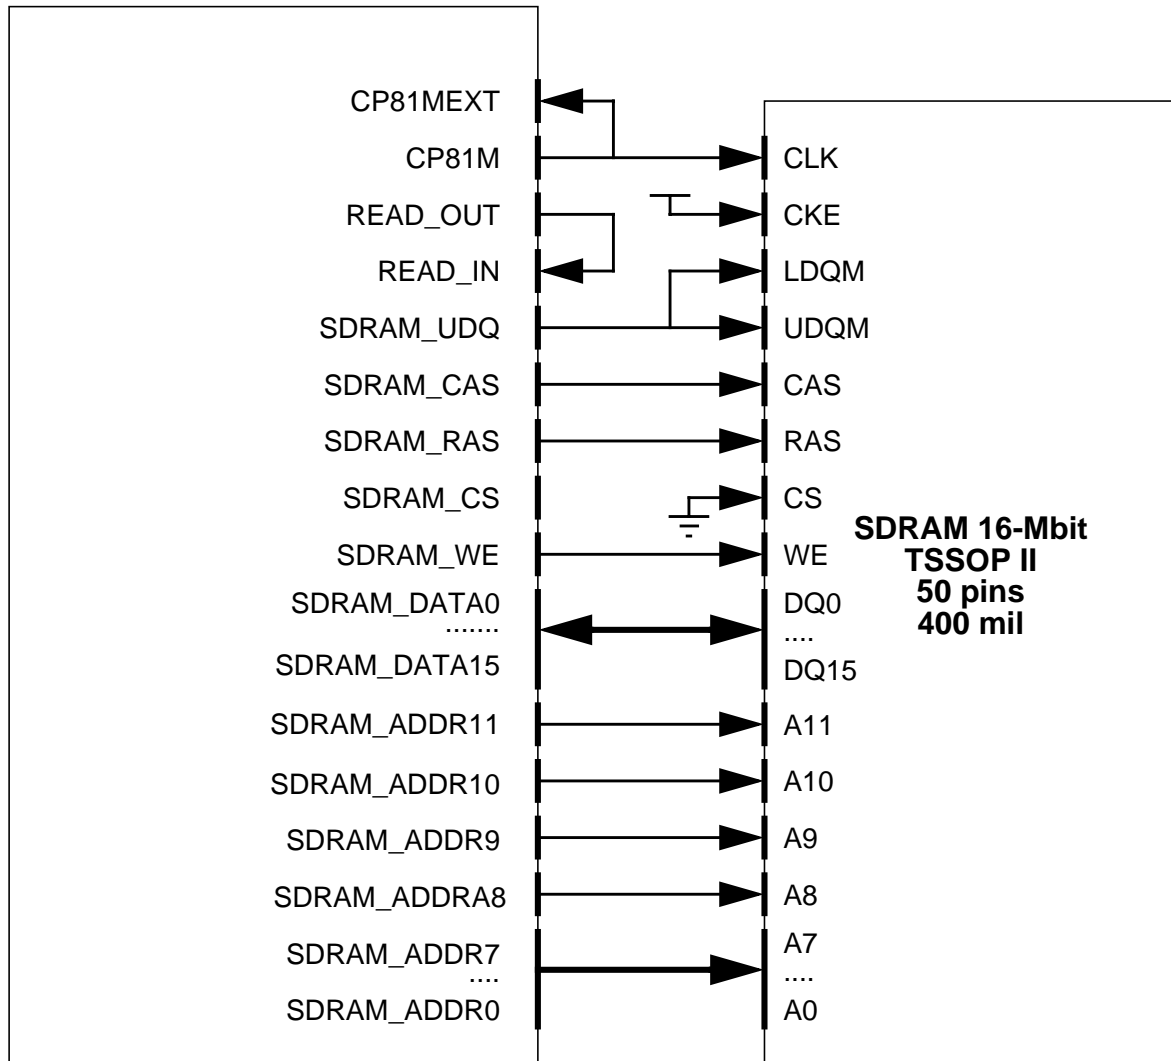 CP81MEXT
CP81M
READ_OUT
READ_IN
SDRAM_UDQ
SDRAM_CAS
SDRAM_RAS
SDRAM_CS
SDRAM_WE
SDRAM_DATA0
.......
SDRAM_DATA15
SDRAM_ADDR11
SDRAM_ADDR10
SDRAM_ADDR9
SDRAM_ADDRA8
SDRAM_ADDR7
....
SDRAM_ADDR0
CLK
CKE
LDQM
UDQM
CAS
RAS
CS
WE
DQ0
....
DQ15
A11
A10
A9
A8
A7
....
A0
SDRAM 16-Mbit
TSSOP II
50 pins
400 mil